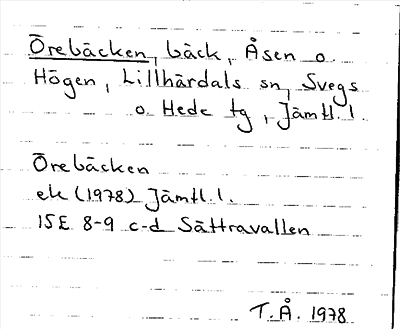 Örebäcken, bäck, Åsen o.
Högen, Lillhärdals sn, Svegs
o. Hede tg, Jämtl. l.
Örebäcken
ek (1978) Jämtl. l.
15E 8-9 c-d Sättravallen
T.Å. 1978